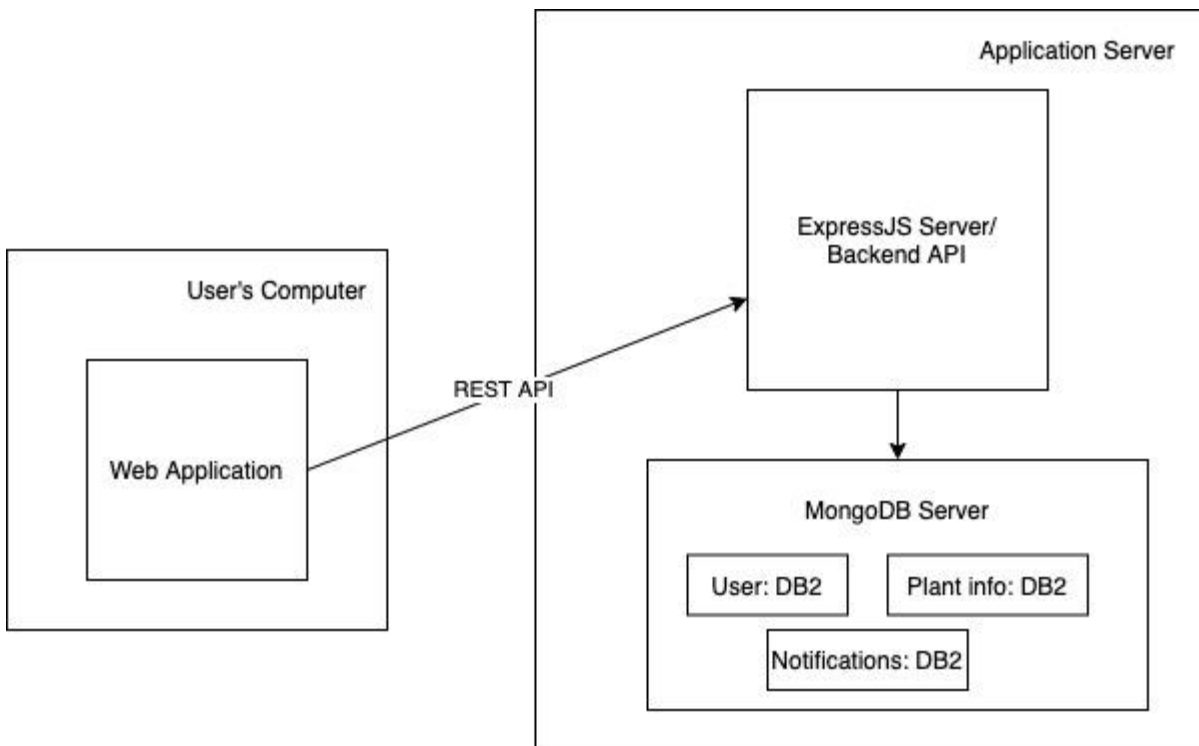 Application Server
ExpressJS Server/
Backend API
User's Computer
REST API
Web Application
MongoDB Server
User: DB2
Plant info: DB2
Notifications: DB2